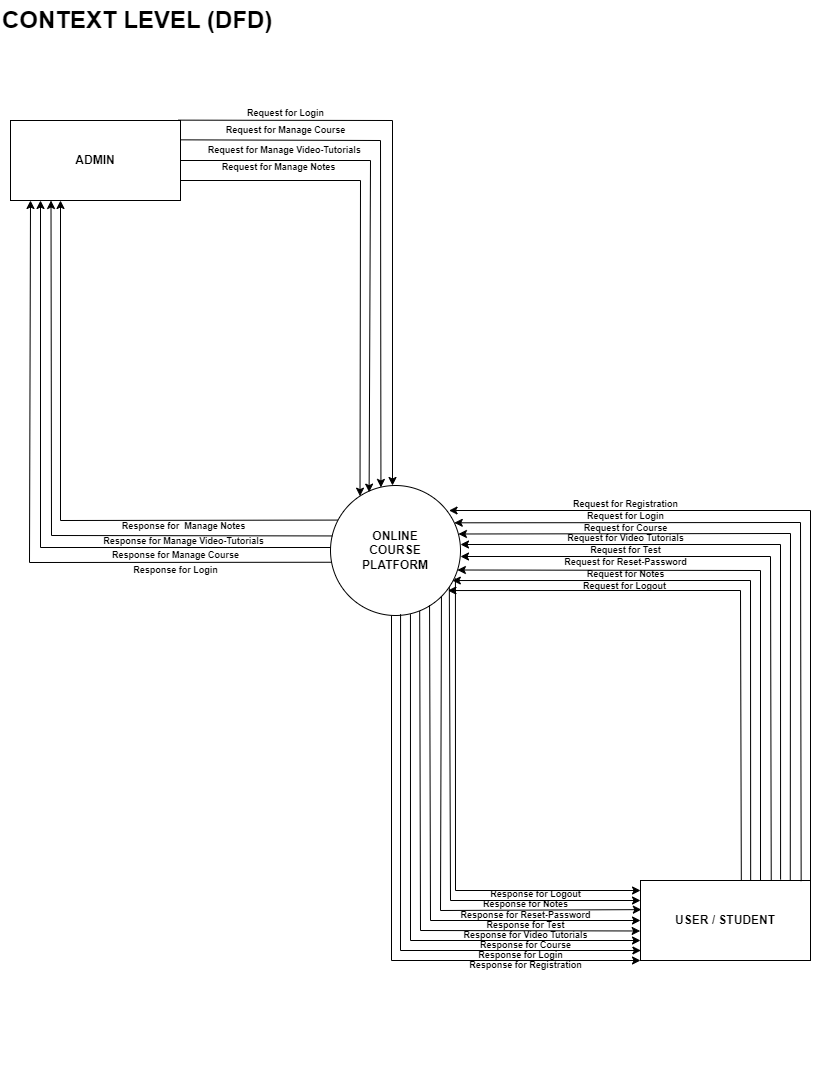 CONTEXT LEVEL (DFD)
Request for Login
Request for Manage Course
Request for Manage Video-Tutorials
Request for Manage Notes
ADMIN
Response for  Manage Notes
Response for Manage Video-Tutorials
Response for Manage Course
Response for Login
ONLINE
COURSE
PLATFORM
Request for Registration
Request for Login
Request for Course
Request for Video Tutorials
Request for Test
Request for Reset-Password
Request for Notes
Request for Logout
Response for Logout
Response for Notes
Response for Reset-Password
Response for Test
Response for Video Tutorials
Response for Course
Response for Login
Response for Registration
USER / STUDENT